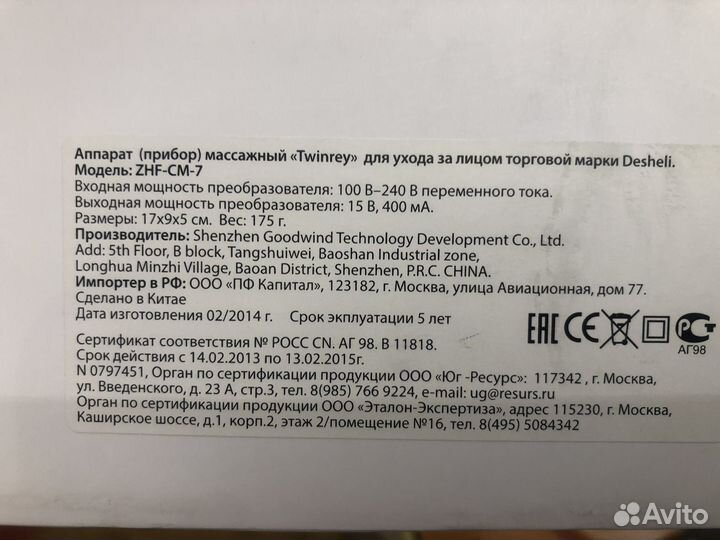 Аппарат (прибор) массажный «Twinrey» для ухода за лицом торговой марки Desheli.
Модель: ZHF-CM-7
Входная мощность преобразователя: 100 В–240 В переменного тока.
Выходная мощность преобразователя: 15 В, 400 мА.
Размеры: 17х9х5 см. Вес: 175 г.
Производитель: Shenzhen Goodwind Technology Development Co., Ltd.
Add: 5th Floor, B block, Tangshuiwei, Baoshan Industrial zone,
Longhua Minzhi Village, Baoan District, Shenzhen, P.R.C. CHINA.
Импортер в РФ: ООО «ПФ Капитал», 123182, г. Москва, улица Авиационная, дом 77.
Сделано в Китае
Дата изготовления 02/2014 г. Срок экплуатации 5 лет
Сертификат соответствия № РОСС CN. АГ 98. В 11818.
Срок действия с 14.02.2013 по 13.02.2015г.
N 0797451, Орган по сертификации продукции ООО «Юг -Ресурс»: 117342 , г. Москва,
ул. Введенского, д. 23 А, стр.3, тел. 8(985) 766 9224, e-mail: ug@resurs.ru
Орган по сертификации продукции ООО «Эталон-Экспертиза», адрес 115230, г. Москва,
Каширское шоссе, д.1, корп.2, этаж 2/помещение №16, тел. 8(495) 5084342
EAC CE
АГ98
Avito